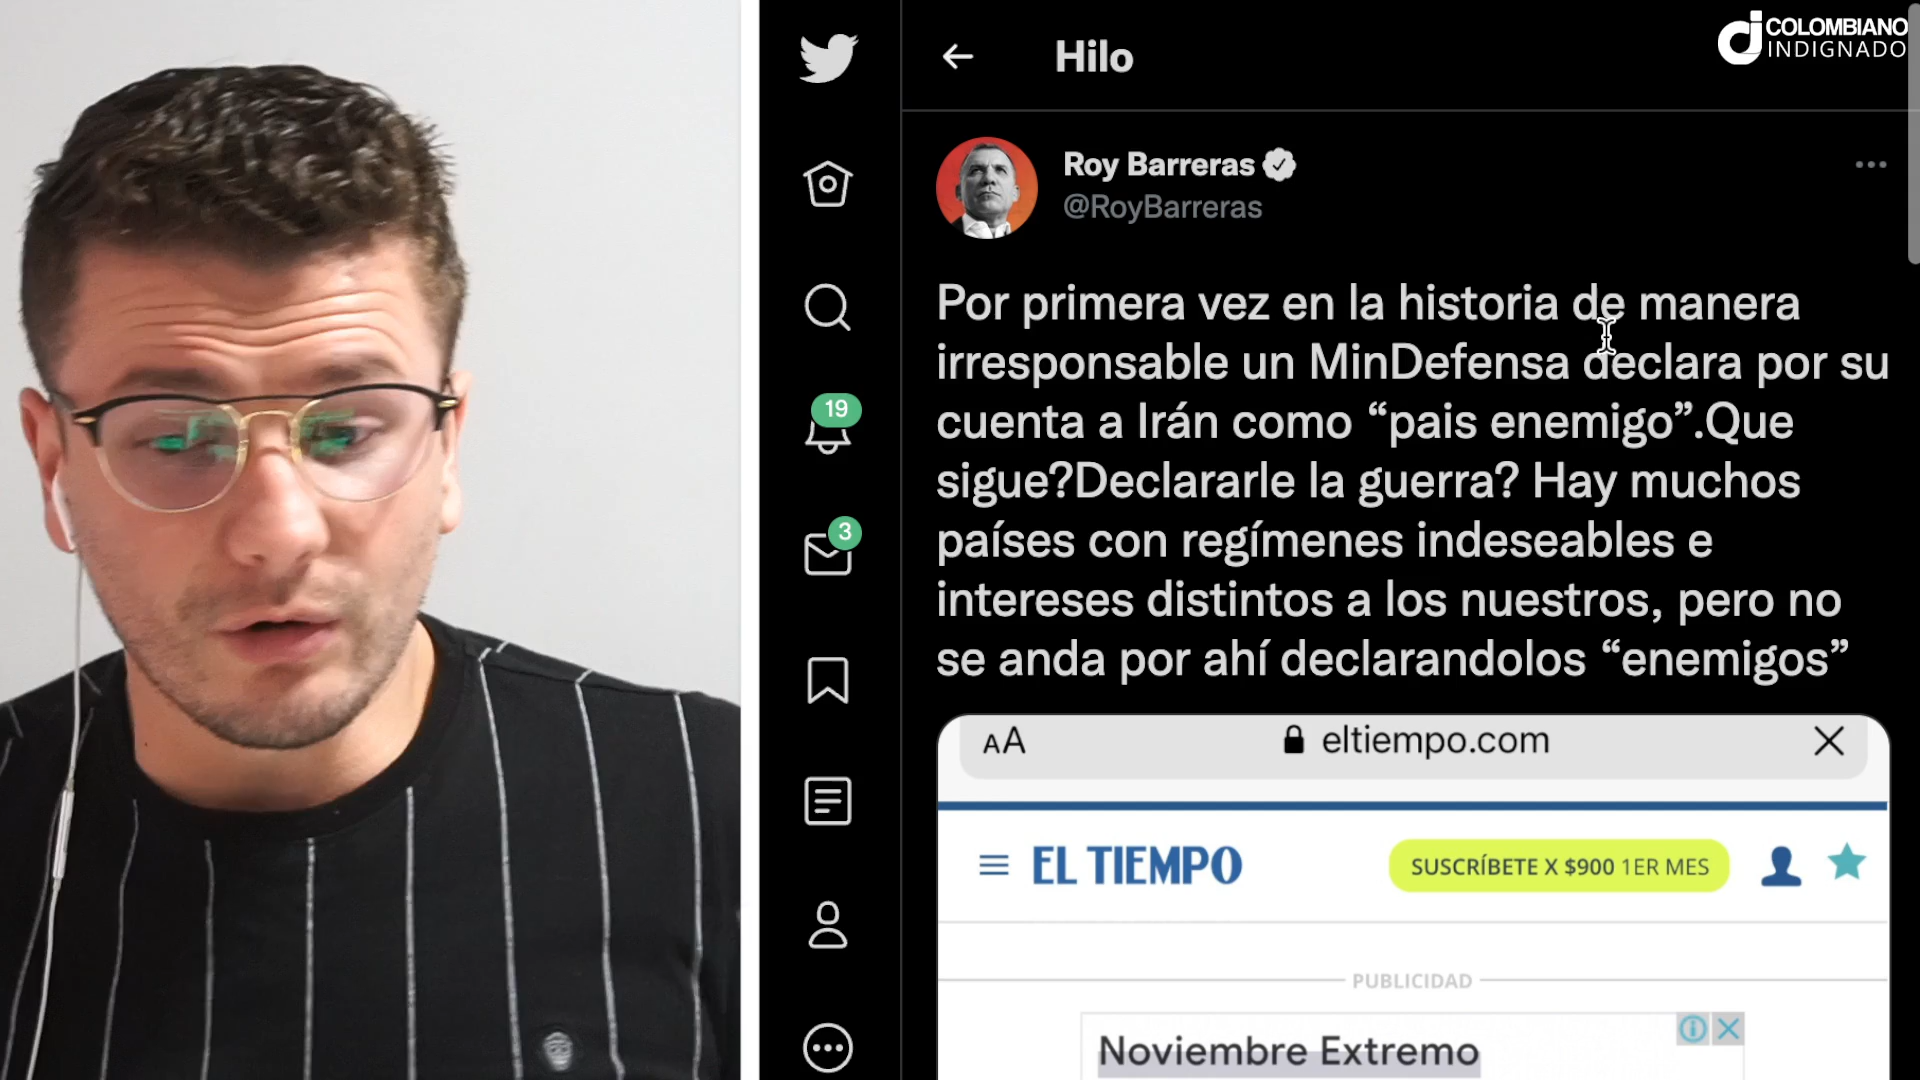 COLOMBIANO
INDIGNADO
Hilo
Roy Barreras
@RoyBarreras
19
3
Por primera vez en la historia de manera
irresponsable un MinDefensa declara por su
cuenta a Irán como “pais enemigo”.Que
sigue?Declararle la guerra? Hay muchos
países con regímenes indeseables e
intereses distintos a los nuestros, pero no
se anda por ahí declarandolos “enemigos”
AA eltiempo.com
EL TIEMPO SUSCRÍBETE X $900 1ER MES
PUBLICIDAD
Noviembre Extremo